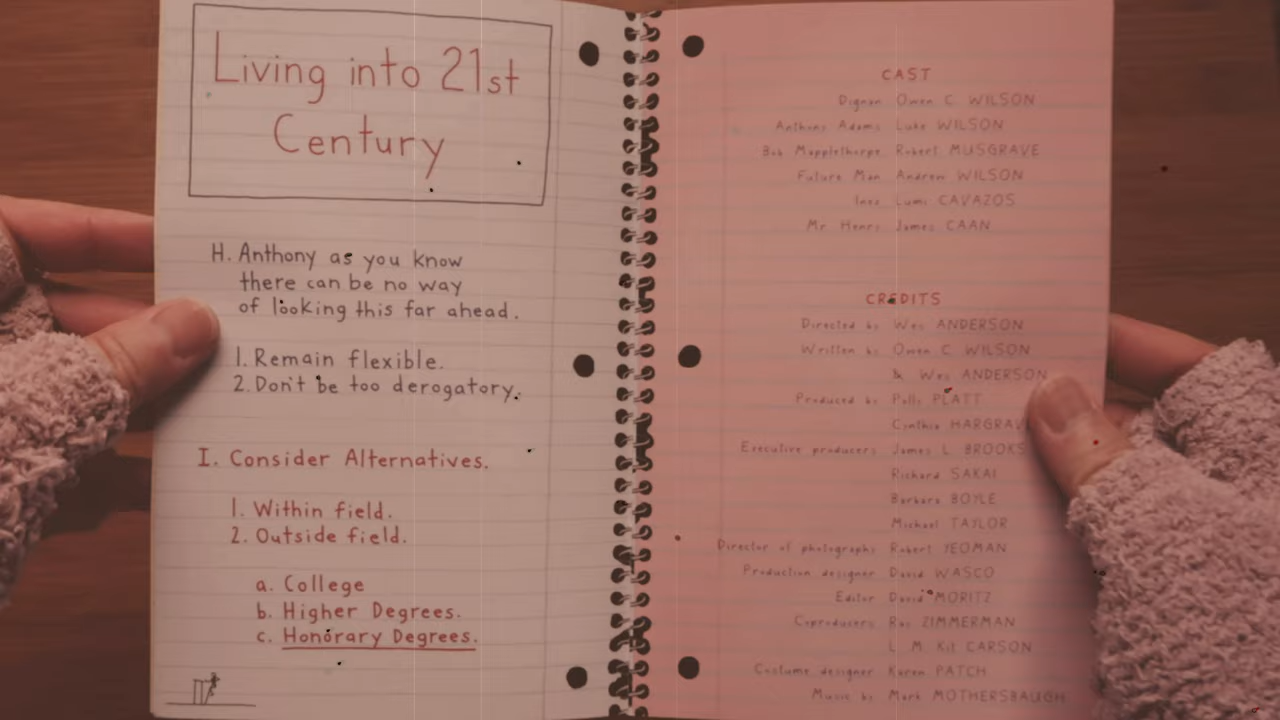 Living into 21st
Century
H. Anthony as you know
there can be no way
of looking this far ahead.
1. Remain flexible.
2. Don't be too derogatory.
I. Consider Alternatives.
1. Within field.
2. Outside field.
a. College
b. Higher Degrees.
c. Honorary Degrees.
CAST
Dignan Owen C. WILSON
Anthony Adams Luke WILSON
Bob Mapplethorpe Robert MUSGRAVE
Future Man Andrew WILSON
Inez Lumi CAVAZOS
Mr. Henry James CAAN
CREDITS
Directed by Wes ANDERSON
Written by Owen C. WILSON
& Wes ANDERSON
Produced by Polly PLATT
Cynthia HARGRAV
Executive producers James L. BROOKS
Richard SAKAI
Barbara BOYLE
Michael TAYLOR
Director of photography Robert YEOMAN
Production designer David WASCO
Editor David MORITZ
Coproducers Ray ZIMMERMAN
L. M. Kit CARSON
Costume designer Karen PATCH
Music by Mark MOTHERSBAUGH